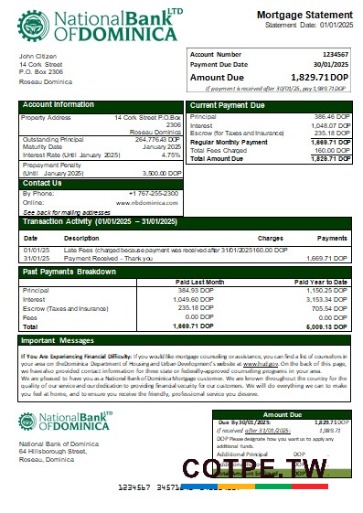 National Bank LTD
OF DOMINICA
Mortgage Statement
Statement Date: 01/01/2025
John Citizen
14 Cork Street
P.O. Box 2306
Roseau Dominica
Account Number 1234567
Payment Due Date 30/01/2025
Amount Due 1,829.71 DOP
If payment is received after 30/01/25, pay 1,989.71 DOP
Account Information
Property Address 14 Cork Street P.O.Box
2306
Roseau Dominica
Outstanding Principal 264,776.43 DOP
Maturity Date January 2025
Interest Rate (Until January 2025) 4.75%
Prepayment Penalty
(Until January 2025) 3,500.00 DOP
Contact Us
By Phone: +1 767-255-2300
Online: www.nbdominica.com
See back for mailing addresses
Current Payment Due
Principal 386.46 DOP
Interest 1,048.07 DOP
Escrow (for Taxes and Insurance) 235.18 DOP
Regular Monthly Payment 1,669.71 DOP
Total Fees Charged 160.00 DOP
Total Amount Due 1,829.71 DOP
Transaction Activity (01/01/2025 – 31/01/2025)
Date Description Charges Payments
01/01/25 Late Fees (charged because payment was received after 31/01/2025 160.00 DOP
31/01/25 Payment Received – Thank you 1,669.71 DOP
Past Payments Breakdown
Paid Last Month Paid Year to Date
Principal 384.93 DOP 1,150.25 DOP
Interest 1,049.60 DOP 3,153.34 DOP
Escrow (Taxes and Insurance) 235.18 DOP 705.54 DOP
Fees 0.00 DOP 0.00 DOP
Total 1,669.71 DOP 5,009.13 DOP
Important Messages
If You Are Experiencing Financial Difficulty: If you would like mortgage counseling or assistance, you can find a list of counselors in
your area on the Dominica Department of Housing and Urban Development's website at www.hud.gov. On the back of this page,
we have also provided contact information for three state or federally-approved counseling programs in your area.
We are pleased to have you as a National Bank of Dominica Mortgage customer. We are known throughout the country for the
quality of our service and our dedication to providing financial security for our customers. We will do everything we can to make
you feel at home, and to ensure you receive the friendly, professional service you deserve.
National Bank LTD
OF DOMINICA
National Bank of Dominica
64 Hillsborough Street,
Roseau, Dominica
Amount Due
Due By 30/01/2025: 1,829.71 DOP
If received after 31/01/25: 1,989.71
DOP Please designate how you want us to apply any
additional funds.
Additional Principal DOP
CO.PE.TW
1234567